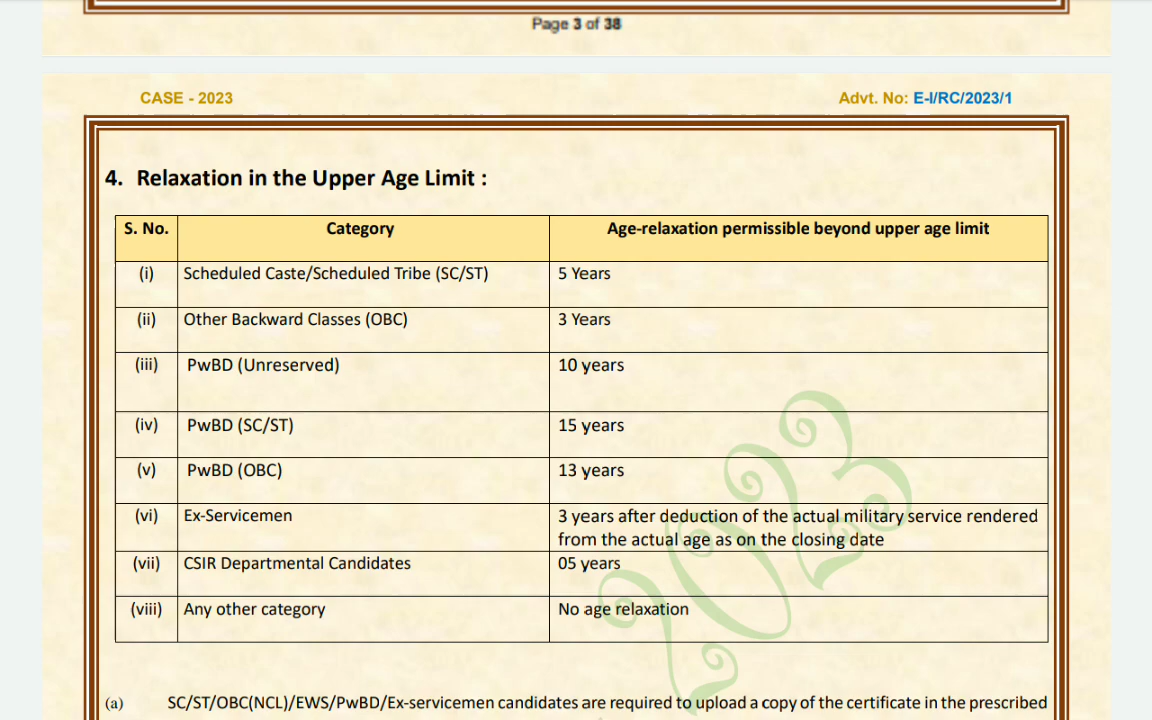 Page 3 of 38
CASE - 2023 Advt. No: E-I/RC/2023/1
4. Relaxation in the Upper Age Limit :
S. No. Category Age-relaxation permissible beyond upper age limit
(i) Scheduled Caste/Scheduled Tribe (SC/ST) 5 Years
(ii) Other Backward Classes (OBC) 3 Years
(iii) PwBD (Unreserved) 10 years
(iv) PwBD (SC/ST) 15 years
(v) PwBD (OBC) 13 years
(vi) Ex-Servicemen 3 years after deduction of the actual military service rendered
from the actual age as on the closing date
(vii) CSIR Departmental Candidates 05 years
(viii) Any other category No age relaxation
2023
(a) SC/ST/OBC(NCL)/EWS/PwBD/Ex-servicemen candidates are required to upload a copy of the certificate in the prescribed